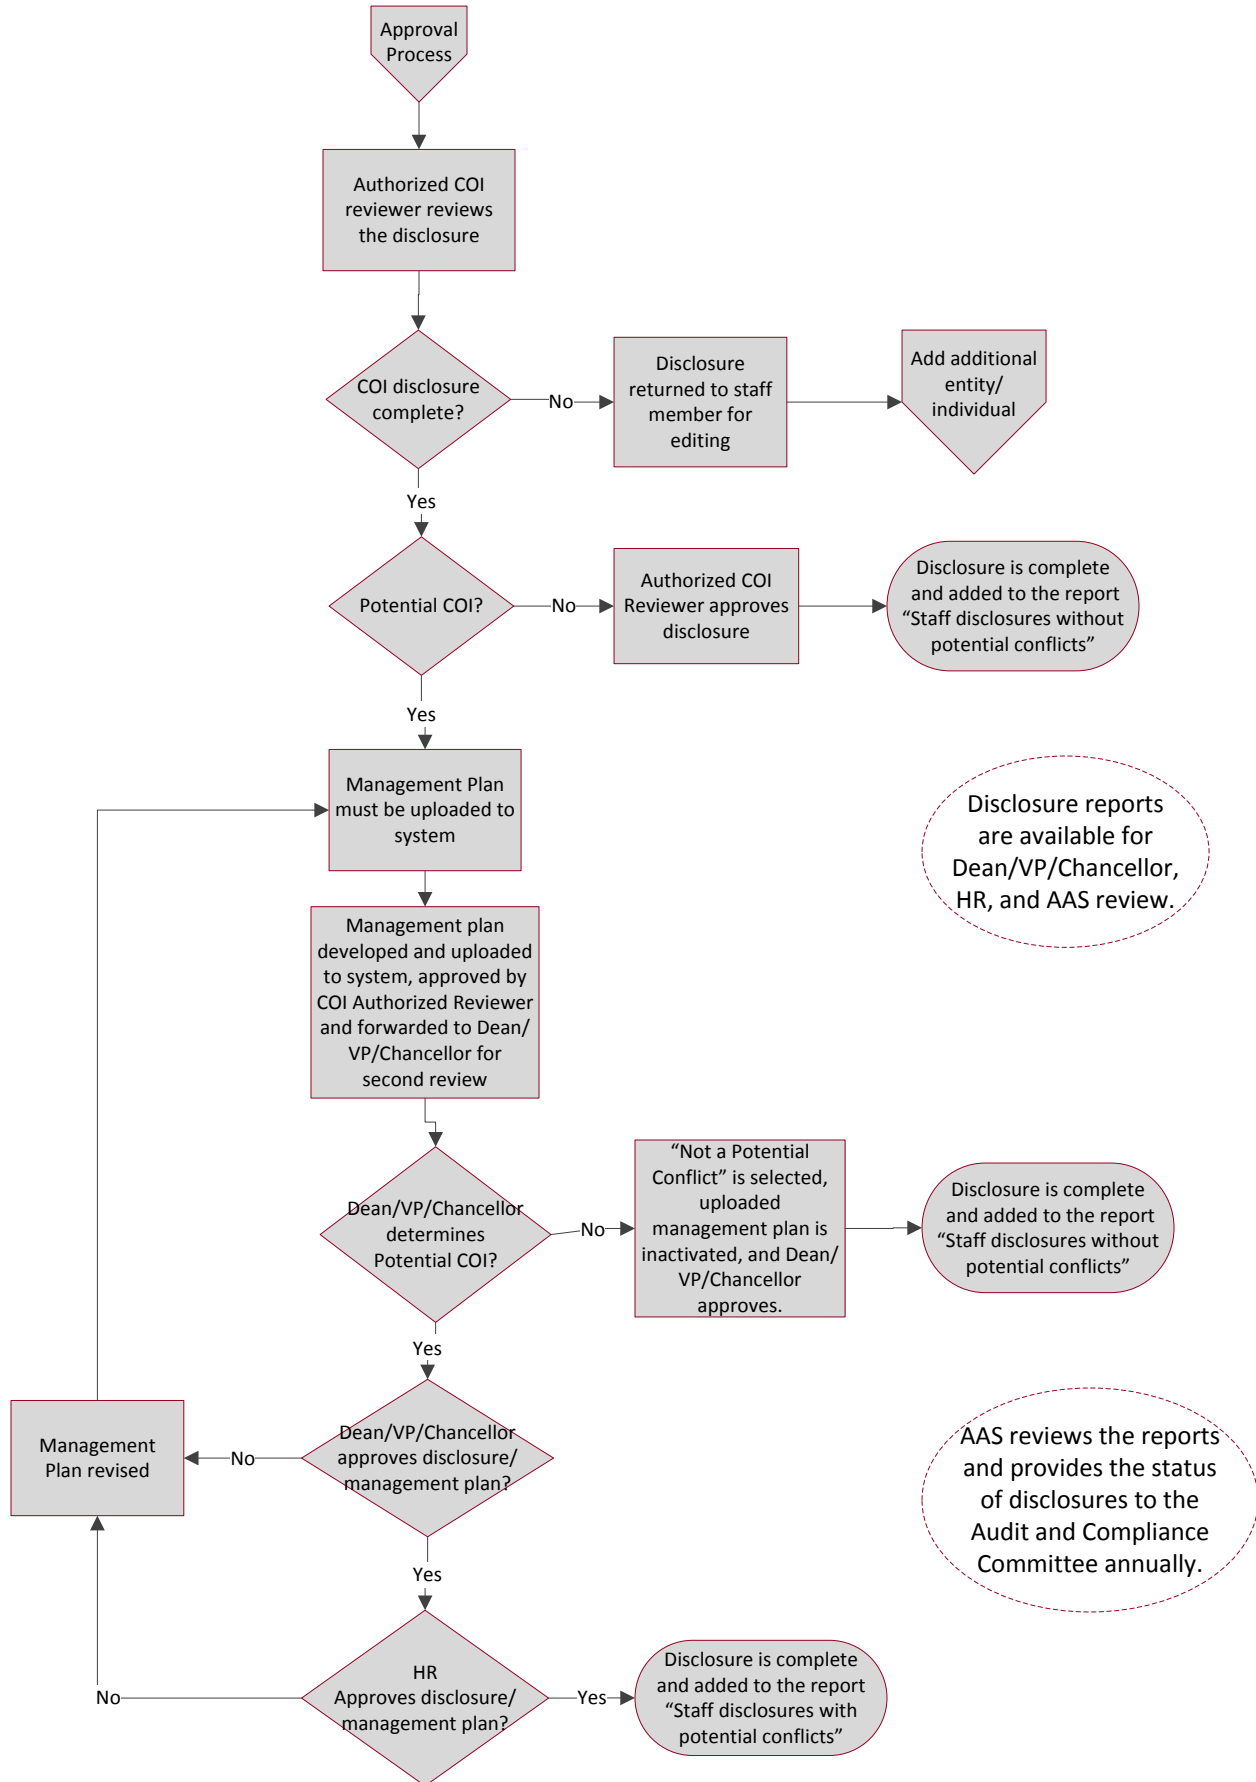 Approval
Process
Authorized COI
reviewer reviews
the disclosure
COI disclosure
complete?
No
Disclosure
returned to staff
member for
editing
Add additional
entity/
individual
Yes
Potential COI?
No
Authorized COI
Reviewer approves
disclosure
Disclosure is complete
and added to the report
“Staff disclosures without
potential conflicts”
Yes
Management Plan
must be uploaded to
system
Disclosure reports
are available for
Dean/VP/Chancellor,
HR, and AAS review.
Management plan
developed and uploaded
to system, approved by
COI Authorized Reviewer
and forwarded to Dean/
VP/Chancellor for
second review
Dean/VP/Chancellor
determines
Potential COI?
No
“Not a Potential
Conflict” is selected,
uploaded
management plan is
inactivated, and Dean/
VP/Chancellor
approves.
Disclosure is complete
and added to the report
“Staff disclosures without
potential conflicts”
Yes
Dean/VP/Chancellor
approves disclosure/
management plan?
No
Management
Plan revised
AAS reviews the reports
and provides the status
of disclosures to the
Audit and Compliance
Committee annually.
Yes
HR
Approves disclosure/
management plan?
No
Yes
Disclosure is complete
and added to the report
“Staff disclosures with
potential conflicts”